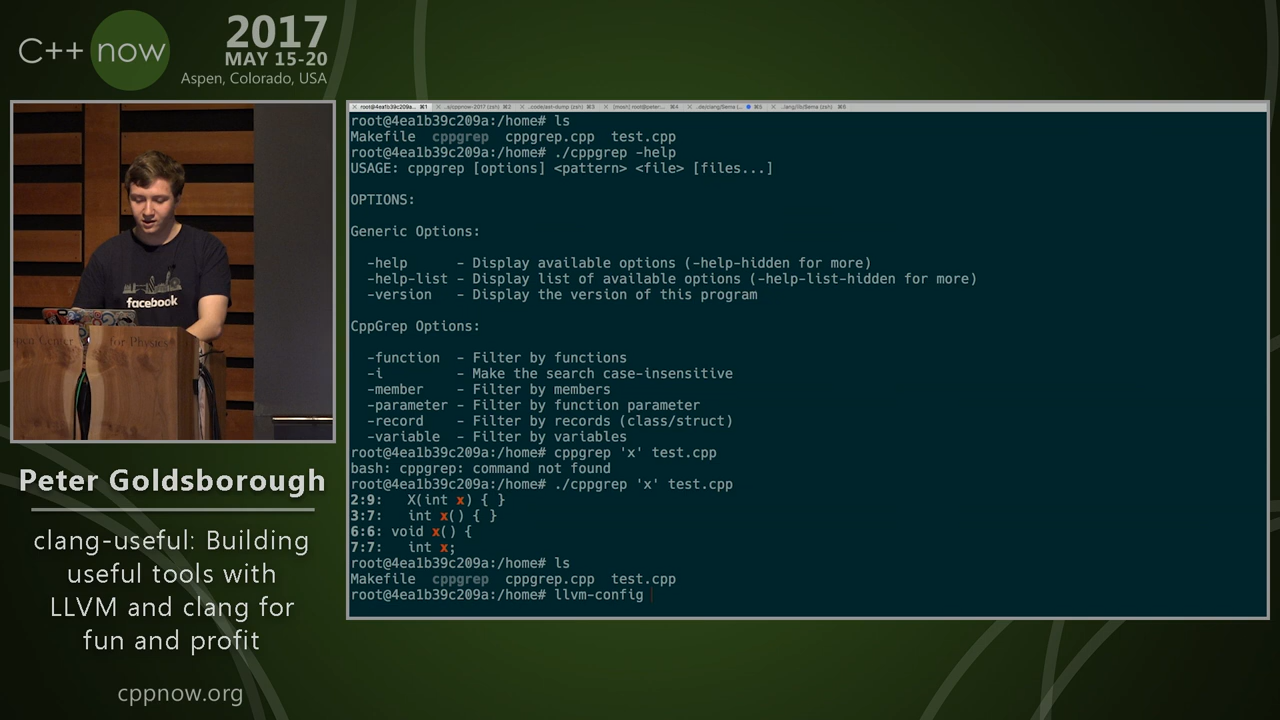 C++ now
2017
MAY 15-20
Aspen, Colorado, USA
facebook
for Physics
Peter Goldsborough
clang-useful: Building
useful tools with
LLVM and clang for
fun and profit
cppnow.org
root@4ea1b39c209a:/home# ls
Makefile cppgrep cppgrep.cpp test.cpp
root@4ea1b39c209a:/home# ./cppgrep -help
USAGE: cppgrep [options] <pattern> <file> [files...]
OPTIONS:
Generic Options:
-help - Display available options (-help-hidden for more)
-help-list - Display list of available options (-help-list-hidden for more)
-version - Display the version of this program
CppGrep Options:
-function - Filter by functions
-i - Make the search case-insensitive
-member - Filter by members
-parameter - Filter by function parameter
-record - Filter by records (class/struct)
-variable - Filter by variables
root@4ea1b39c209a:/home# cppgrep 'x' test.cpp
bash: cppgrep: command not found
root@4ea1b39c209a:/home# ./cppgrep 'x' test.cpp
2:9: X(int x) { }
3:7: int x() { }
6:6: void x() {
7:7: int x;
root@4ea1b39c209a:/home# ls
Makefile cppgrep cppgrep.cpp test.cpp
root@4ea1b39c209a:/home# llvm-config